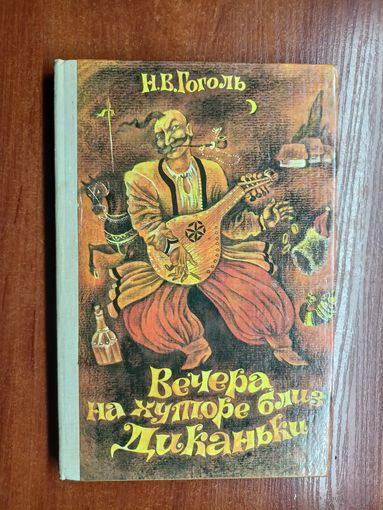 Н.В.Гоголь
Вечера
на хуторе близ
Диканьки